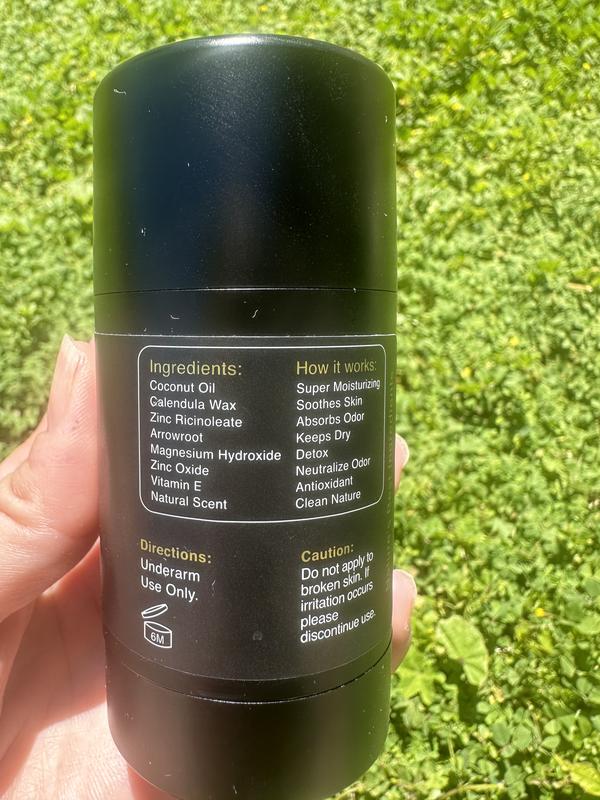 Ingredients:
Coconut Oil
Calendula Wax
Zinc Ricinoleate
Arrowroot
Magnesium Hydroxide
Zinc Oxide
Vitamin E
Natural Scent
How it works:
Super Moisturizing
Soothes Skin
Absorbs Odor
Keeps Dry
Detox
Neutralize Odor
Antioxidant
Clean Nature
Directions:
Underarm
Use Only.
6M
Caution:
Do not apply to
broken skin. If
irritation occurs
please
discontinue use.